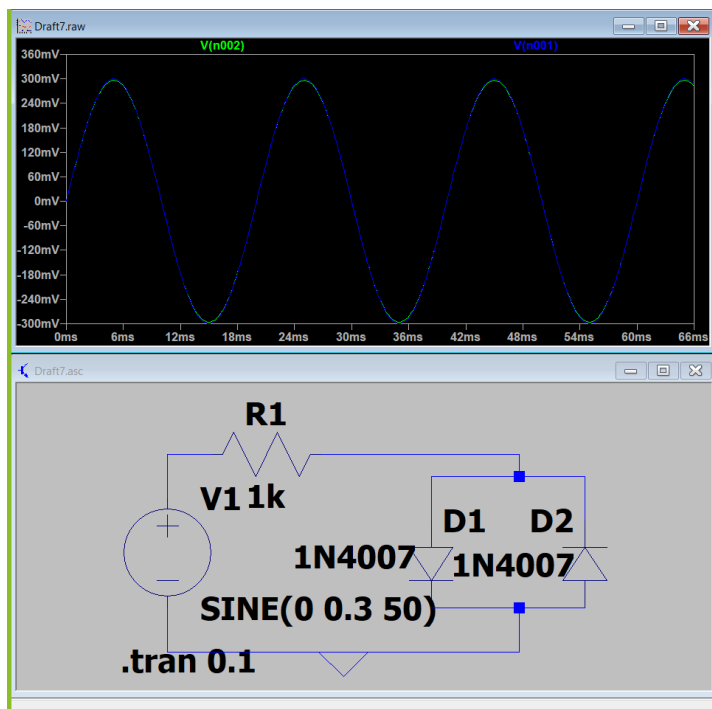 Draft7.raw
V(n002) V(n001)
360mV
300mV
240mV
180mV
120mV
60mV
0mV
-60mV
-120mV
-180mV
-240mV
-300mV
0ms 6ms 12ms 18ms 24ms 30ms 36ms 42ms 48ms 54ms 60ms 66ms
Draft7.asc
R1
V1 1k
D1 D2
1N4007 1N4007
SINE(0 0.3 50)
.tran 0.1